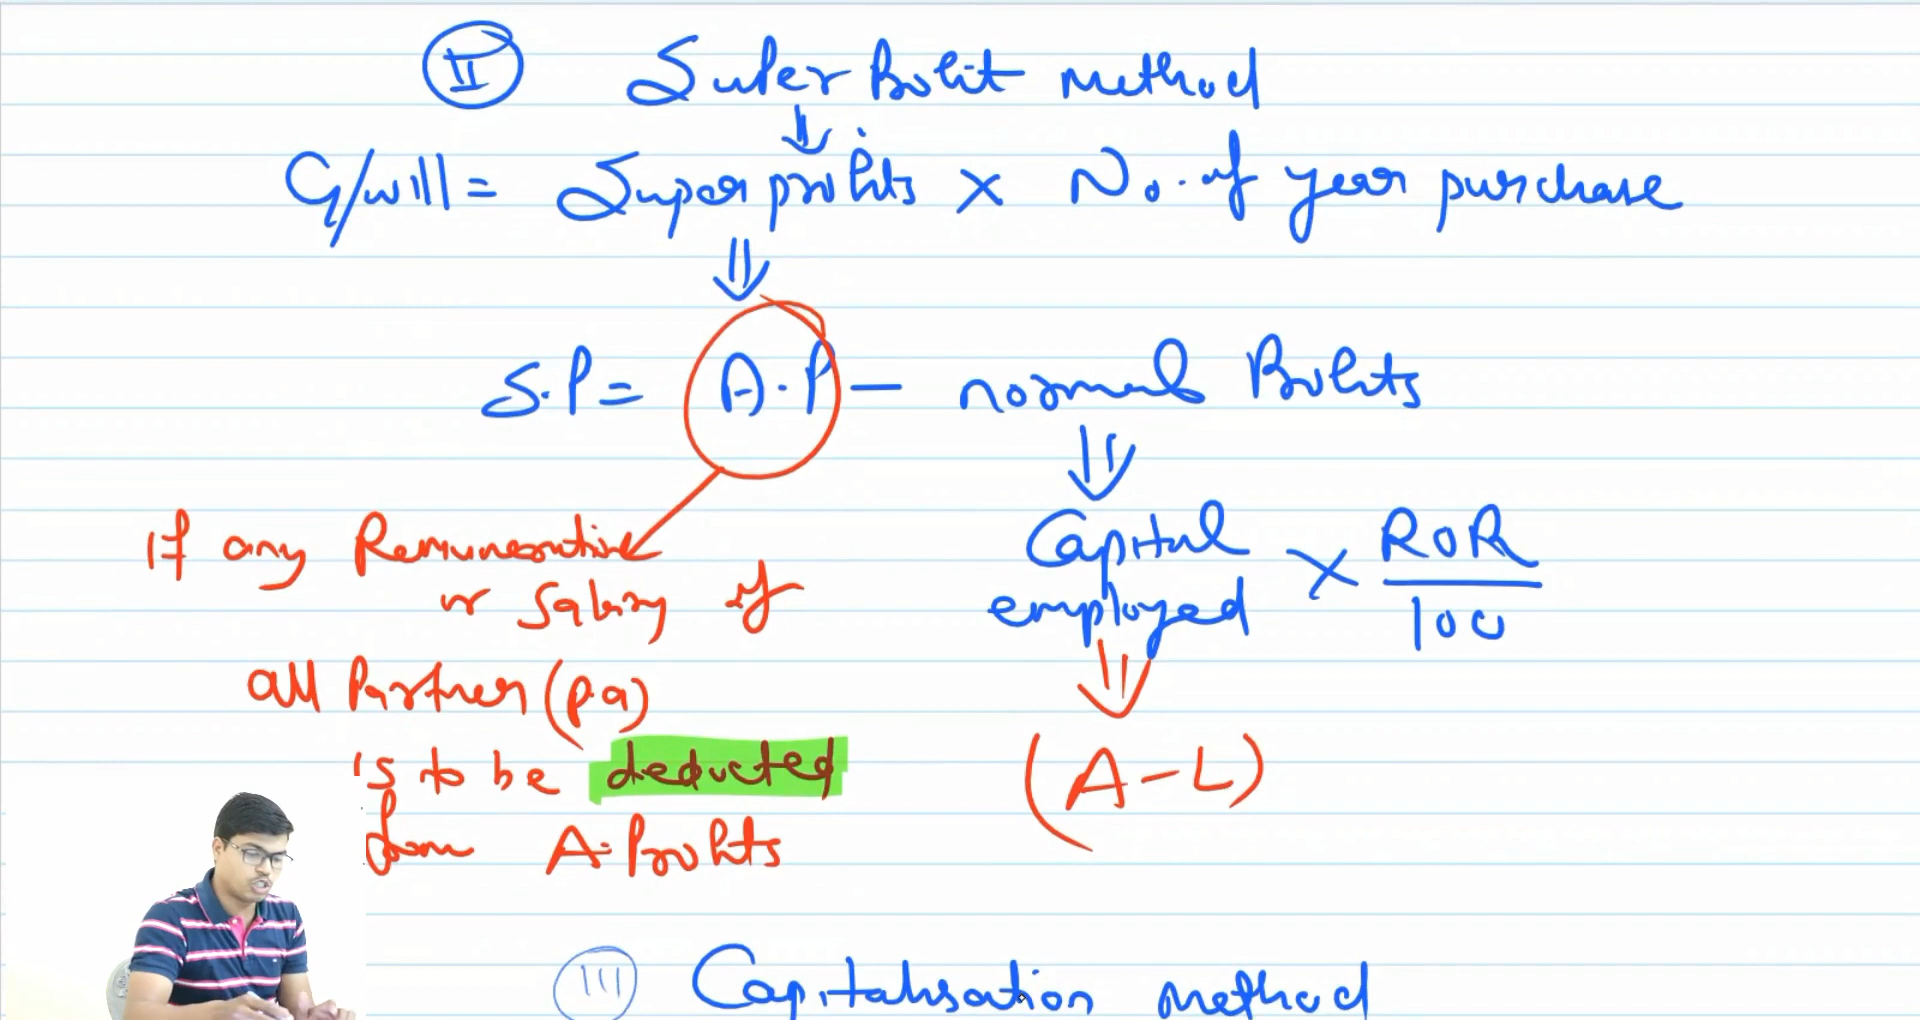 II Super Profit method
G/will = Super profits × No. of year purchase
S.P = A.P — normal Profits
If any Remuneration
or Salary of
all Partner (p.a)
is to be deducted
from A. Profits
Capital employed × ROR / 100
(A - L)
III Capitalisation method